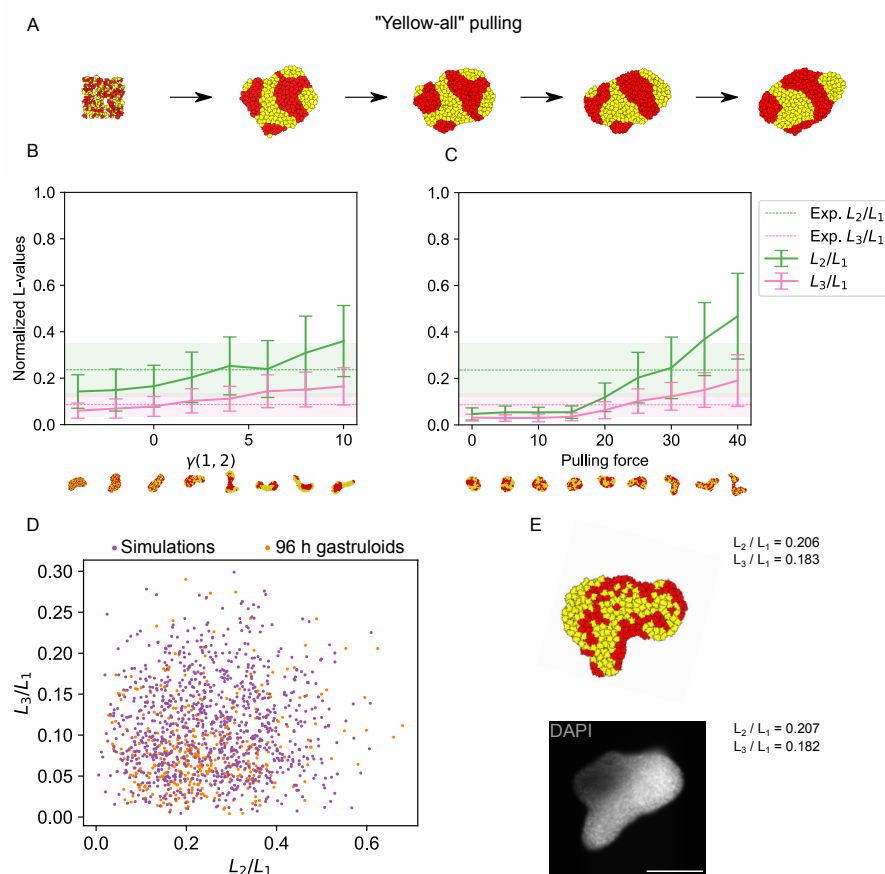 A
"Yellow-all" pulling
B
C
1.0
0.8
0.6
0.4
0.2
0.0
Normalized L-values
0
5
10
γ(1, 2)
1.0
0.8
0.6
0.4
0.2
0.0
0
10
20
30
40
Pulling force
Exp. L₂/L₁
Exp. L₃/L₁
L₂/L₁
L₃/L₁
D
Simulations
96 h gastruloids
0.30
0.25
0.20
0.15
0.10
0.05
0.00
L₃/L₁
0.0
0.2
0.4
0.6
L₂/L₁
E
L₂ / L₁ = 0.206
L₃ / L₁ = 0.183
DAPI
L₂ / L₁ = 0.207
L₃ / L₁ = 0.182